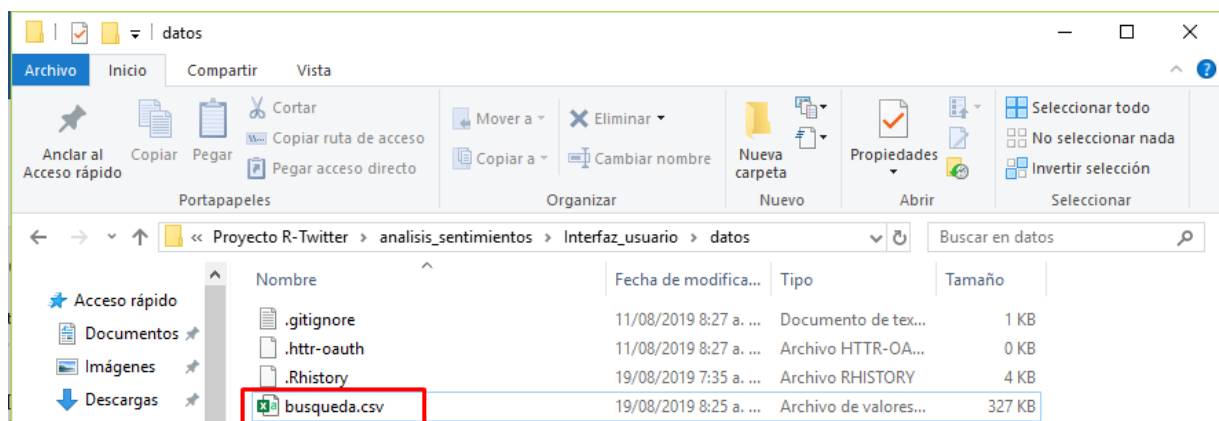 datos
Archivo Inicio Compartir Vista
Anclar al Acceso rápido
Copiar
Pegar
Cortar
Copiar ruta de acceso
Pegar acceso directo
Portapapeles
Mover a
Copiar a
Eliminar
Cambiar nombre
Organizar
Nueva carpeta
Nuevo
Propiedades
Abrir
Seleccionar todo
No seleccionar nada
Invertir selección
Seleccionar
« Proyecto R-Twitter > analisis_sentimientos > Interfaz_usuario > datos
Buscar en datos
Acceso rápido
Documentos
Imágenes
Descargas
Nombre Fecha de modifica... Tipo Tamaño
.gitignore 11/08/2019 8:27 a. ... Documento de tex... 1 KB
.httr-oauth 11/08/2019 8:27 a. ... Archivo HTTR-OA... 0 KB
.Rhistory 19/08/2019 7:35 a. ... Archivo RHISTORY 4 KB
busqueda.csv 19/08/2019 8:25 a. ... Archivo de valores... 327 KB